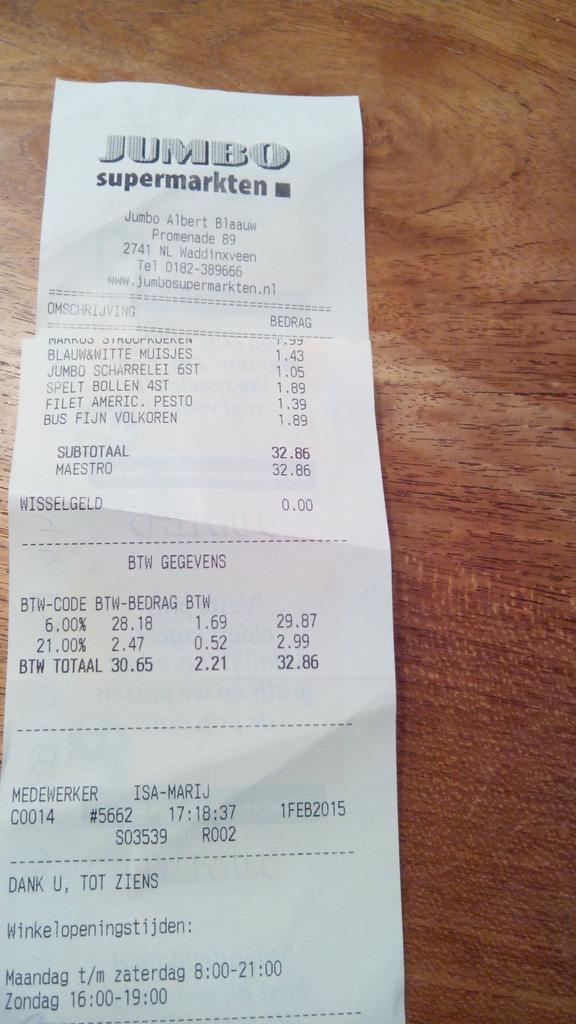 JUMBO
supermarkten
Jumbo Albert Blaauw
Promenade 89
2741 NL Waddinxveen
Tel 0182-389666
www.jumbosupermarkten.nl
OMSCHRIJVING BEDRAG
MARKUS STROOPKOEKEN 1.99
BLAUW&WITTE MUISJES 1.43
JUMBO SCHARRELEI 6ST 1.05
SPELT BOLLEN 4ST 1.89
FILET AMERIC. PESTO 1.39
BUS FIJN VOLKOREN 1.89
SUBTOTAAL 32.86
MAESTRO 32.86
WISSELGELD 0.00
BTW GEGEVENS
BTW-CODE BTW-BEDRAG BTW
6.00% 28.18 1.69 29.87
21.00% 2.47 0.52 2.99
BTW TOTAAL 30.65 2.21 32.86
MEDEWERKER ISA-MARIJ
C0014 #5662 17:18:37 1FEB2015
S03539 R002
DANK U, TOT ZIENS
Winkelopeningstijden:
Maandag t/m zaterdag 8:00-21:00
Zondag 16:00-19:00